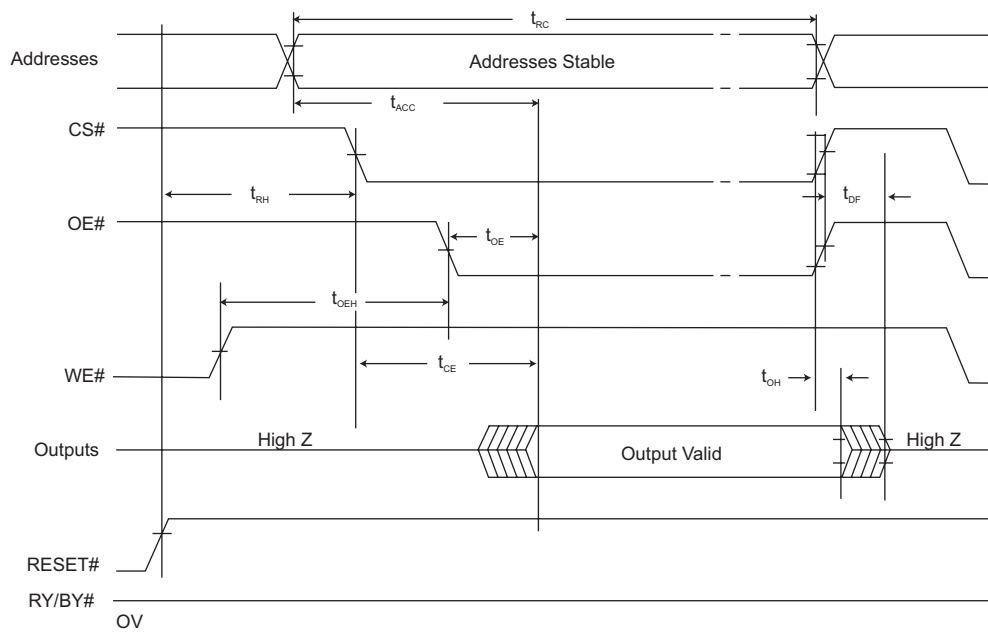 tRC
Addresses
Addresses Stable
tACC
CS#
tRH
tDF
OE#
tOE
tOEH
WE#
tCE
tOH
Outputs
High Z
Output Valid
High Z
RESET#
RY/BY#
OV